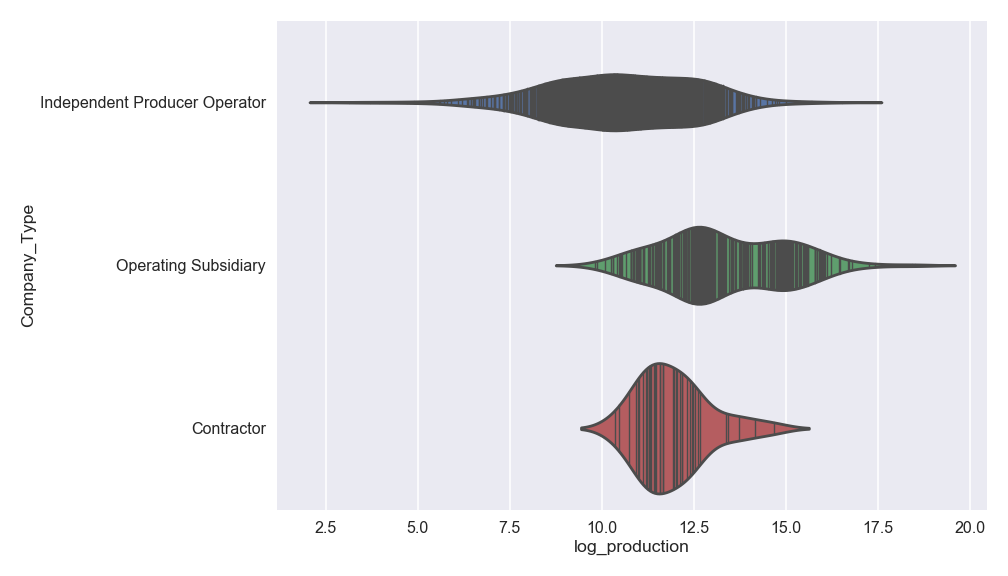 Company_Type
Independent Producer Operator
Operating Subsidiary
Contractor
2.5 5.0 7.5 10.0 12.5 15.0 17.5 20.0
log_production